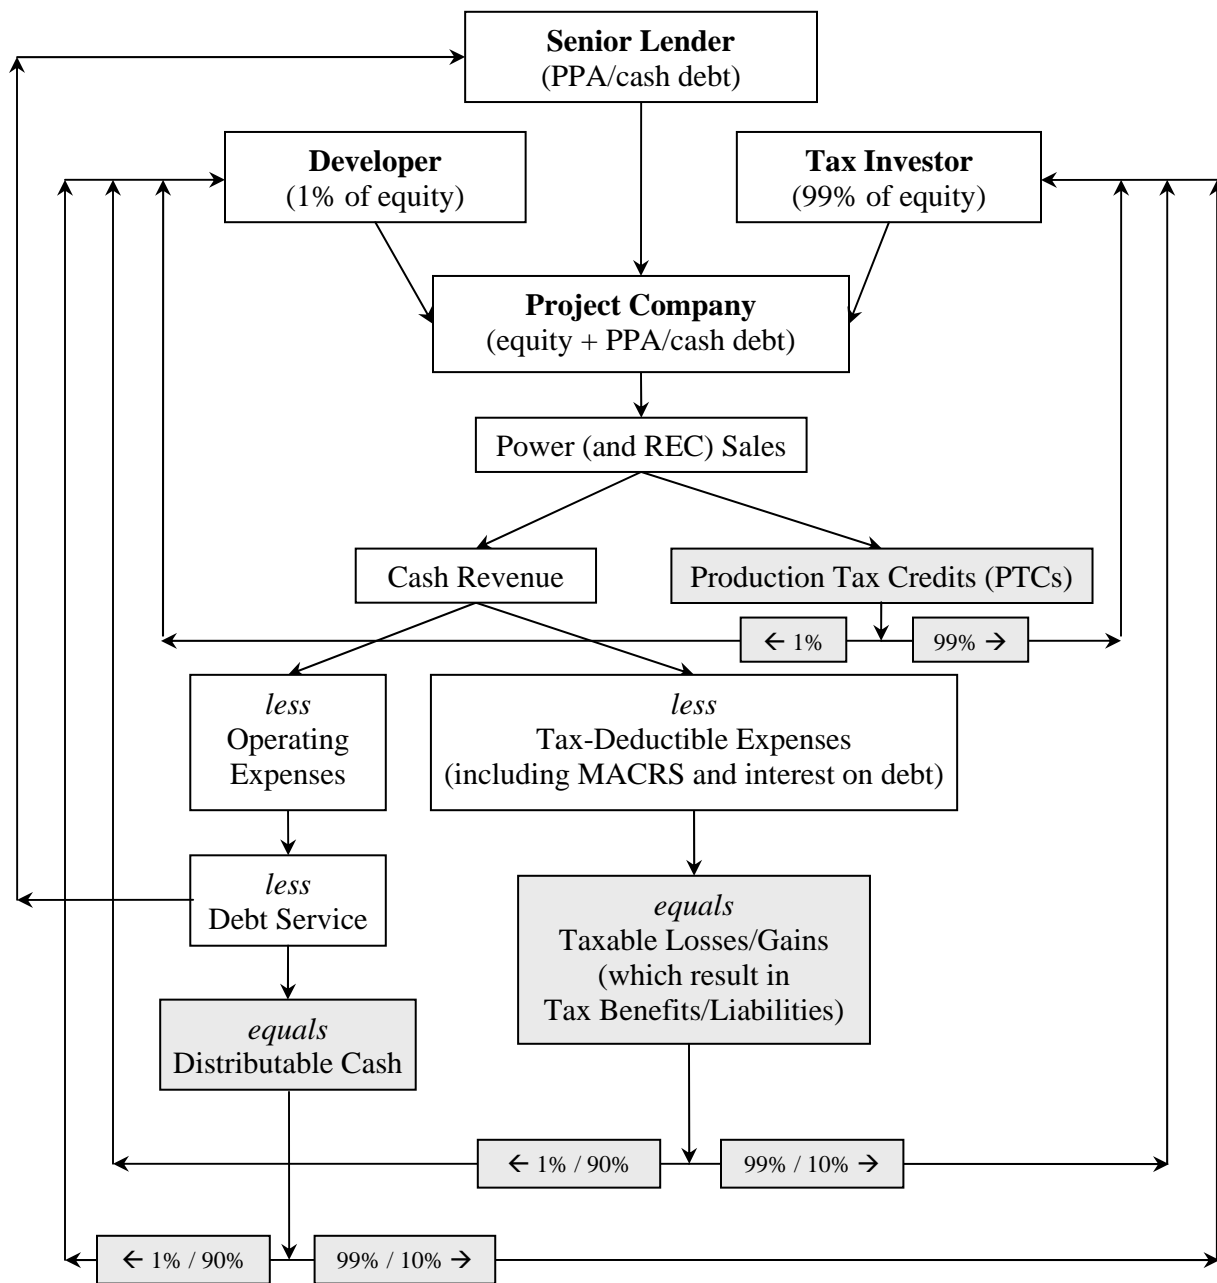 Senior Lender
(PPA/cash debt)
Developer
(1% of equity)
Tax Investor
(99% of equity)
Project Company
(equity + PPA/cash debt)
Power (and REC) Sales
Cash Revenue
Production Tax Credits (PTCs)
← 1%
99% →
less
Operating
Expenses
less
Tax-Deductible Expenses
(including MACRS and interest on debt)
less
Debt Service
equals
Taxable Losses/Gains
(which result in
Tax Benefits/Liabilities)
equals
Distributable Cash
← 1% / 90%
99% / 10% →
← 1% / 90%
99% / 10% →